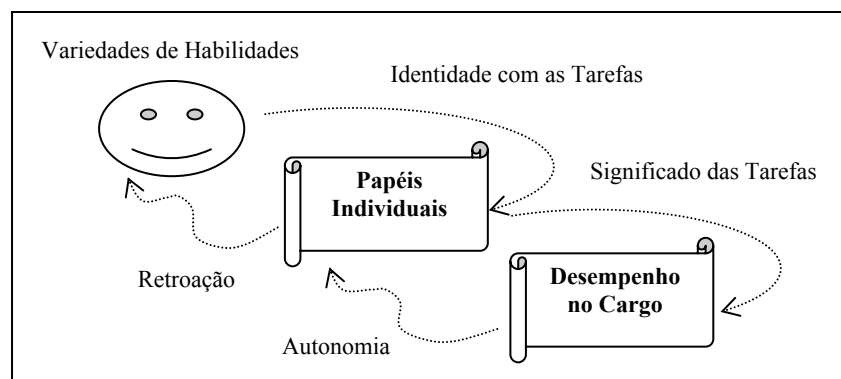 Variedades de Habilidades
Identidade com as Tarefas
Significado das Tarefas
Papéis
Individuais
Retroação
Desempenho
no Cargo
Autonomia